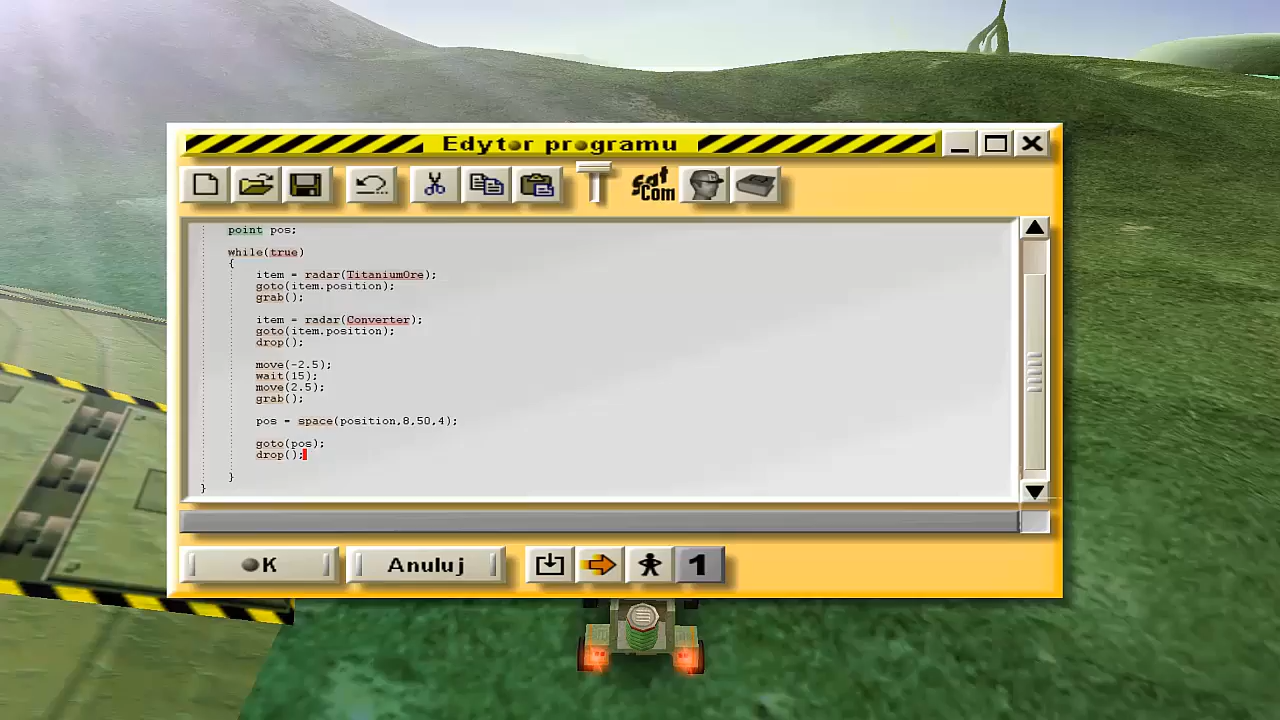 Edytor programu
sat
Com
point pos;
while(true)
{
item = radar(TitaniumOre);
goto(item.position);
grab();
item = radar(Converter);
goto(item.position);
drop();
move(-2.5);
wait(15);
move(2.5);
grab();
pos = space(position,8,50,4);
goto(pos);
drop();
}
}
OK
Anuluj
1